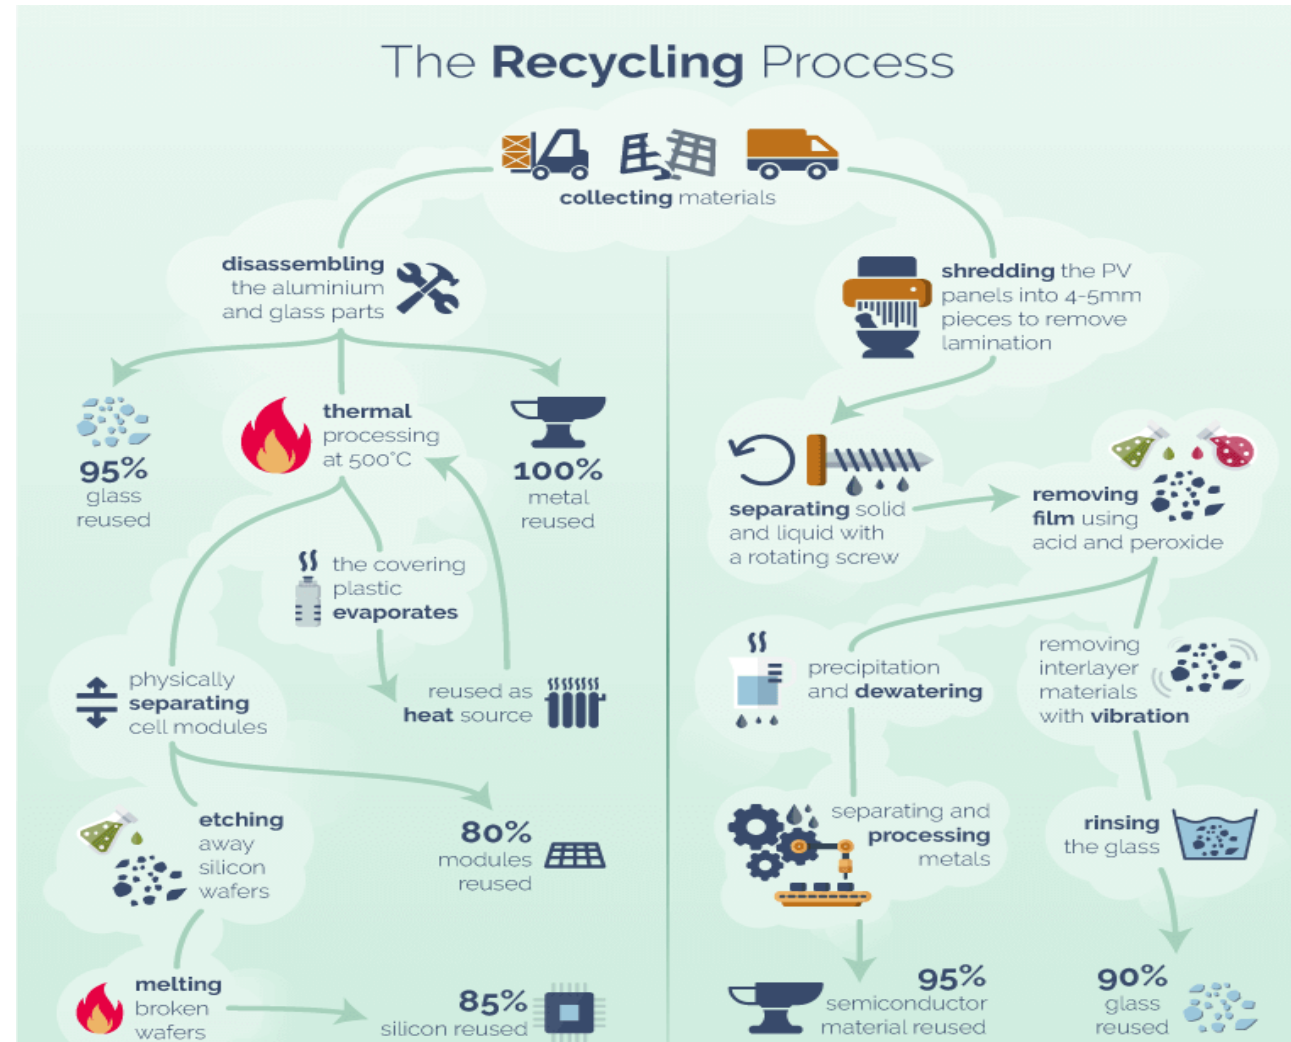 The Recycling Process
collecting materials
disassembling
the aluminium
and glass parts
95%
glass
reused
thermal
processing
at 500°C
100%
metal
reused
the covering
plastic
evaporates
reused as
heat source
physically
separating
cell modules
80%
modules
reused
etching
away
silicon
wafers
melting
broken
wafers
85%
silicon reused
shredding the PV
panels into 4-5mm
pieces to remove
lamination
separating solid
and liquid with
a rotating screw
removing
film using
acid and peroxide
precipitation
and dewatering
separating and
processing
metals
95%
semiconductor
material reused
removing
interlayer
materials
with vibration
rinsing
the glass
90%
glass
reused